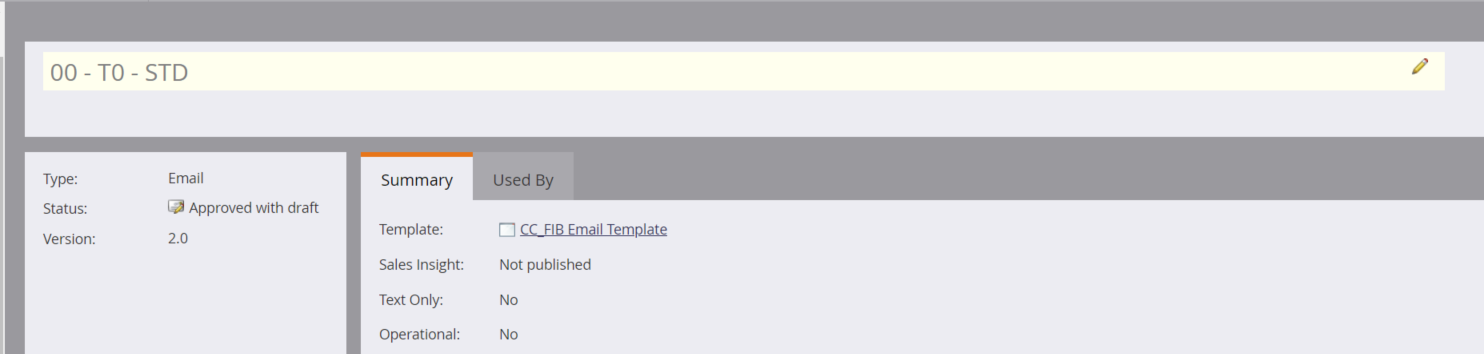 00 - T0 - STD
Type: Email
Status: Approved with draft
Version: 2.0
Summary Used By
Template: CC_FIB Email Template
Sales Insight: Not published
Text Only: No
Operational: No